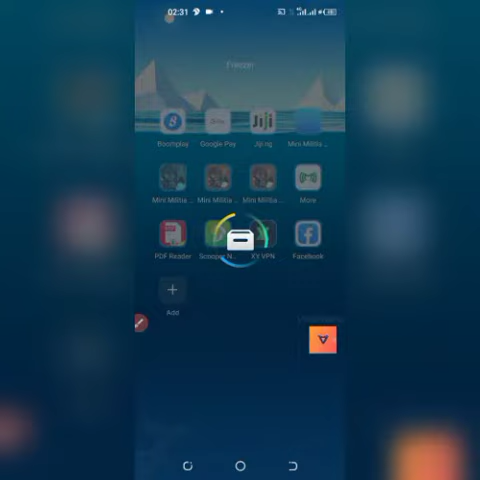 02:31
Freezer
Boomplay
Google Pay
Jiji.ng
Mini Militia ...
Mini Militia ...
Mini Militia ...
Mini Militia ...
More
PDF Reader
Scooper N...
XY VPN
Facebook
Add